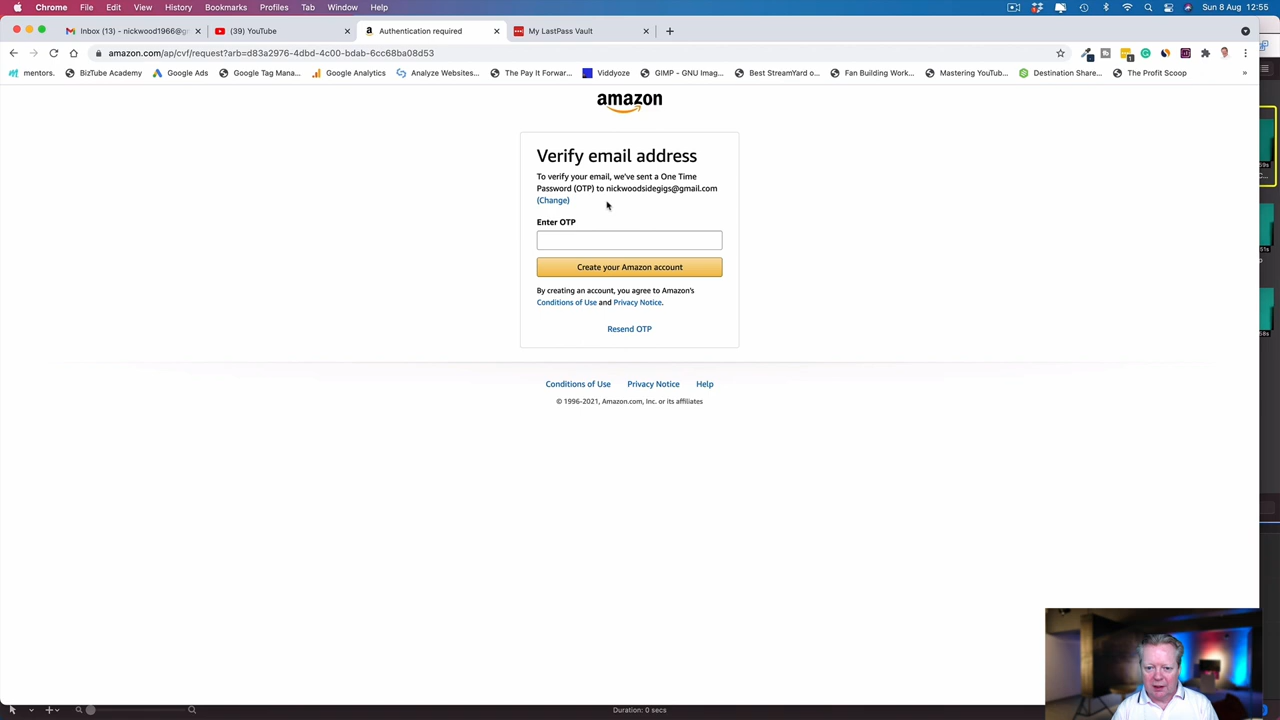 Chrome File Edit View History Bookmarks Profiles Tab Window Help Sun 8 Aug 12:55
Inbox (13) - nickwood1966@g (39) YouTube Authentication required My LastPass Vault
amazon.com/ap/cvf/request?arb=d83a2976-4dbd-4c00-bdab-6cc68ba08d53
mentors. BizTube Academy Google Ads Google Tag Mana... Google Analytics Analyze Websites... The Pay It Forwar... Viddyoze GIMP - GNU Imag... Best StreamYard o... Fan Building Work... Mastering YouTub... Destination Share... The Profit Scoop »
amazon
Verify email address
To verify your email, we've sent a One Time
Password (OTP) to nickwoodsidegigs@gmail.com
(Change)
Enter OTP
Create your Amazon account
By creating an account, you agree to Amazon's
Conditions of Use and Privacy Notice.
Resend OTP
Conditions of Use Privacy Notice Help
© 1996-2021, Amazon.com, Inc. or its affiliates
Duration: 0 secs